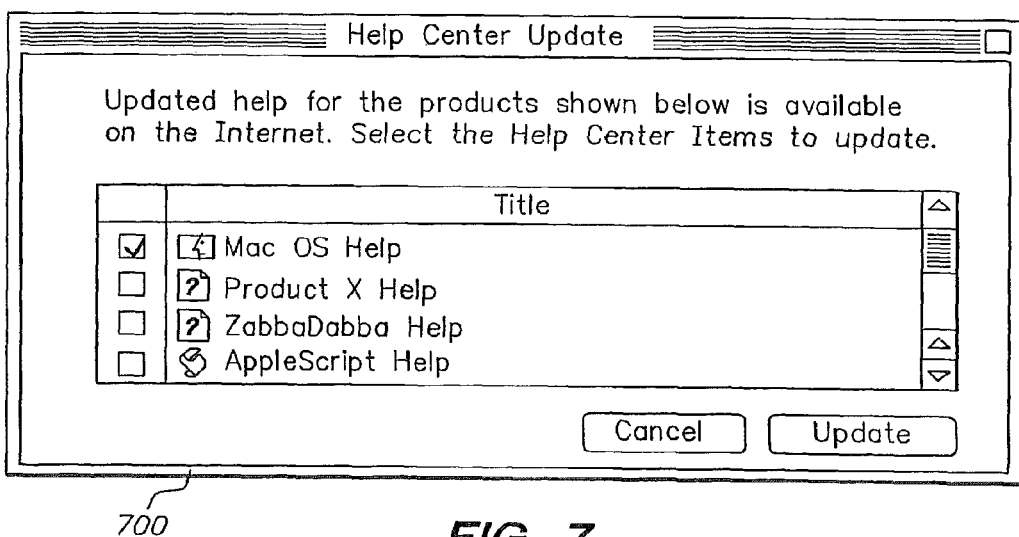 Help Center Update
Updated help for the products shown below is available
on the Internet. Select the Help Center Items to update.
Title
Mac OS Help
? Product X Help
? ZabbaDabba Help
AppleScript Help
Cancel Update
700
FIG. 7